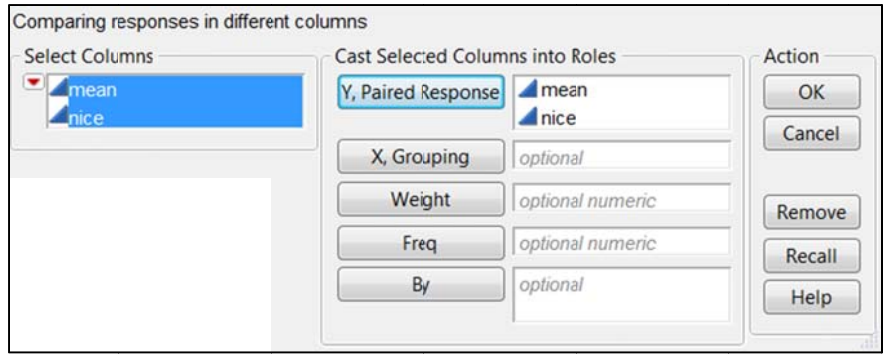 Comparing responses in different columns
Select Columns
mean
nice
Cast Selected Columns into Roles
Y, Paired Response
mean
nice
X, Grouping
optional
Weight
optional numeric
Freq
optional numeric
By
optional
Action
OK
Cancel
Remove
Recall
Help